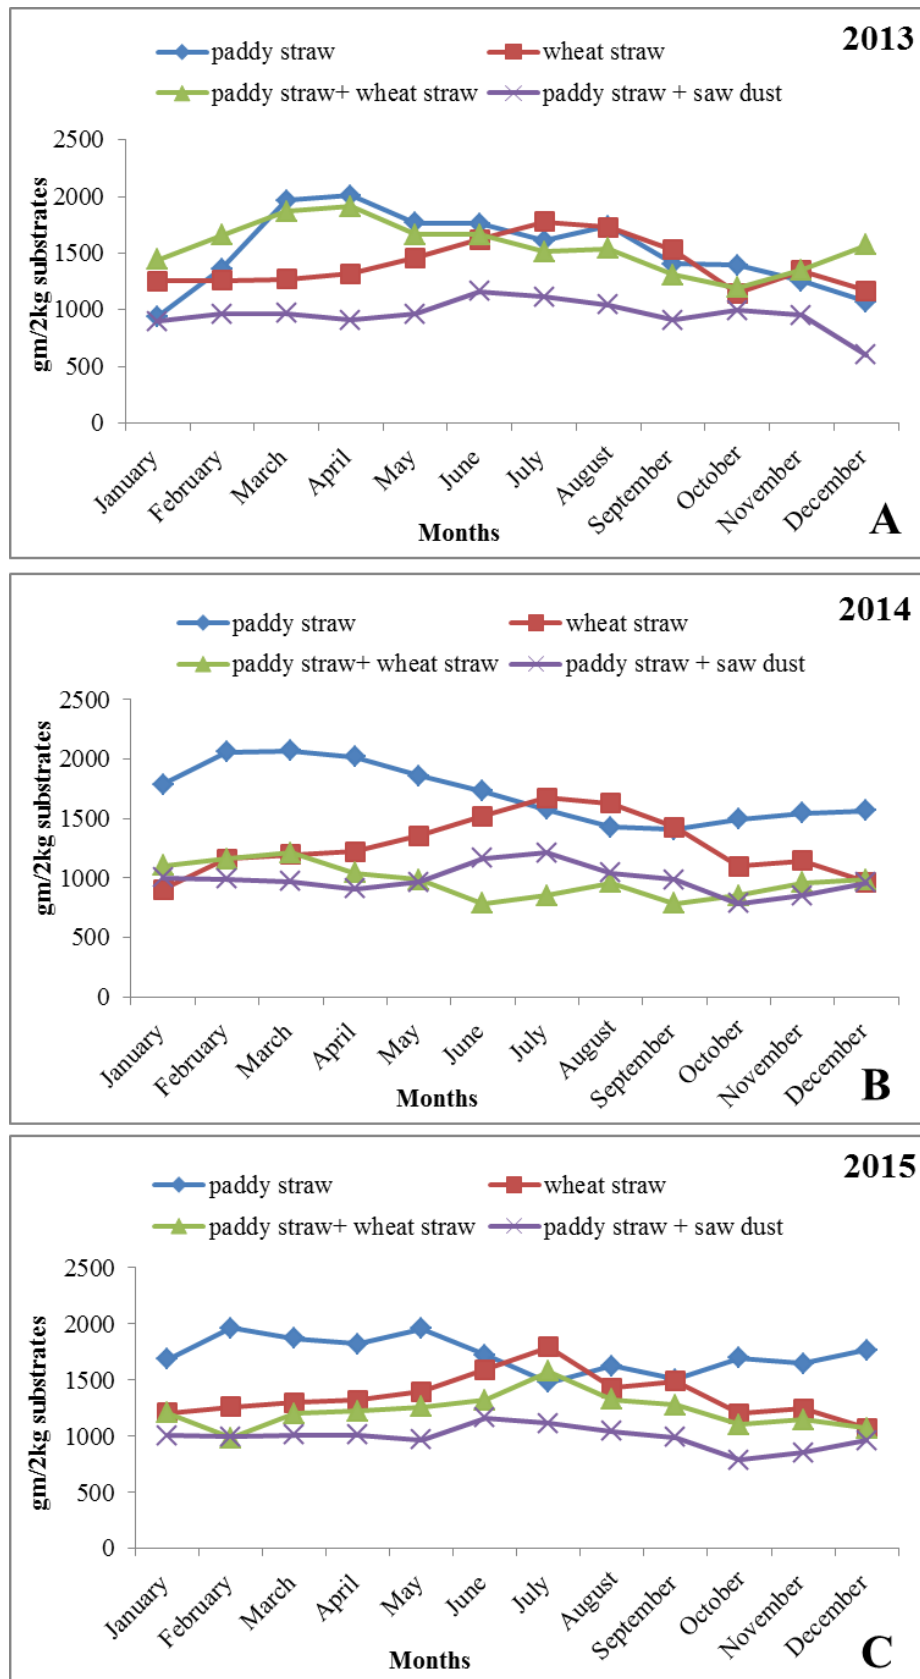 2013
paddy straw
wheat straw
paddy straw+ wheat straw
paddy straw + saw dust
gm/2kg substrates
2500
2000
1500
1000
500
0
January
February
March
April
May
June
July
August
September
October
November
December
Months
A
2014
paddy straw
wheat straw
paddy straw+ wheat straw
paddy straw + saw dust
gm/2kg substrates
2500
2000
1500
1000
500
0
January
February
March
April
May
June
July
August
September
October
November
December
Months
B
2015
paddy straw
wheat straw
paddy straw+ wheat straw
paddy straw + saw dust
gm/2kg substrates
2500
2000
1500
1000
500
0
January
February
March
April
May
June
July
August
September
October
November
December
Months
C